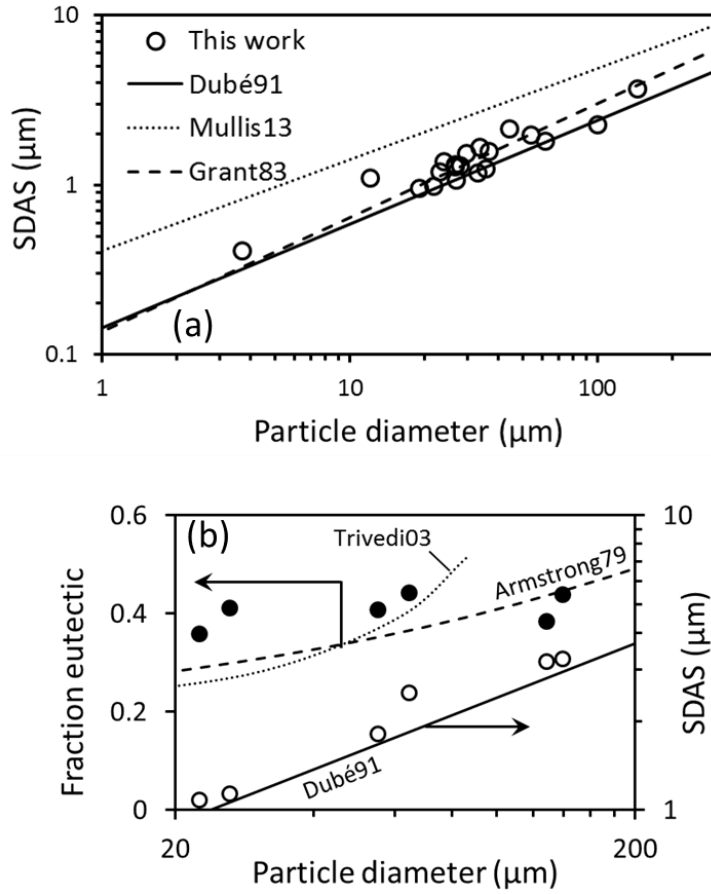 10
This work
Dubé91
Mullis13
Grant83
SDAS (µm)
1
(a)
0.1
1
10
100
Particle diameter (µm)
0.6
(b)
Trivedi03
10
Armstrong79
0.4
Fraction eutectic
SDAS (µm)
0.2
Dubé91
0
1
20
200
Particle diameter (µm)